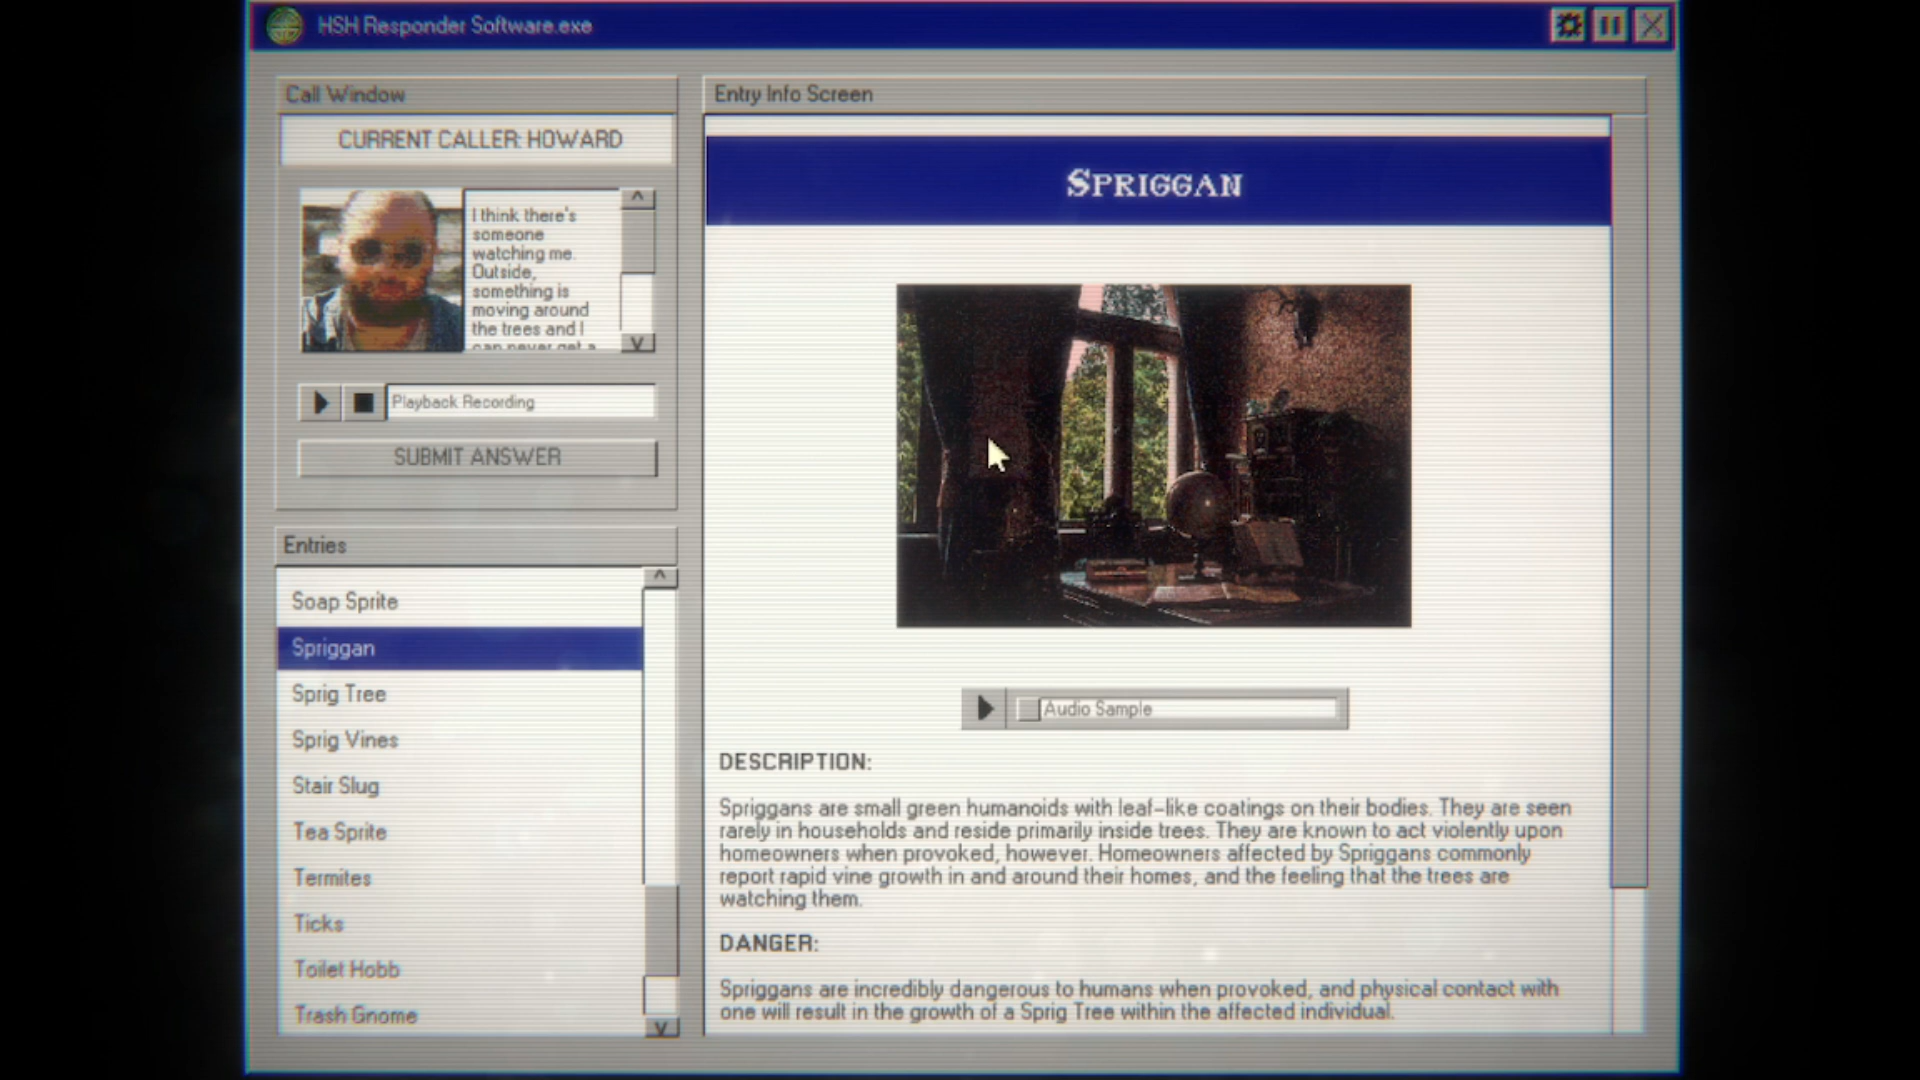 HSH Responder Software.exe
Call Window
CURRENT CALLER: HOWARD
I think there's
someone
watching me.
Outside,
something is
moving around
the trees and I
can never get a
Playback Recording
SUBMIT ANSWER
Entries
Soap Sprite
Spriggan
Sprig Tree
Sprig Vines
Stair Slug
Tea Sprite
Termites
Ticks
Toilet Hobb
Trash Gnome
Entry Info Screen
SPRIGGAN
Audio Sample
DESCRIPTION:
Spriggans are small green humanoids with leaf-like coatings on their bodies. They are seen
rarely in households and reside primarily inside trees. They are known to act violently upon
homeowners when provoked, however. Homeowners affected by Spriggans commonly
report rapid vine growth in and around their homes, and the feeling that the trees are
watching them.
DANGER:
Spriggans are incredibly dangerous to humans when provoked, and physical contact with
one will result in the growth of a Sprig Tree within the affected individual.